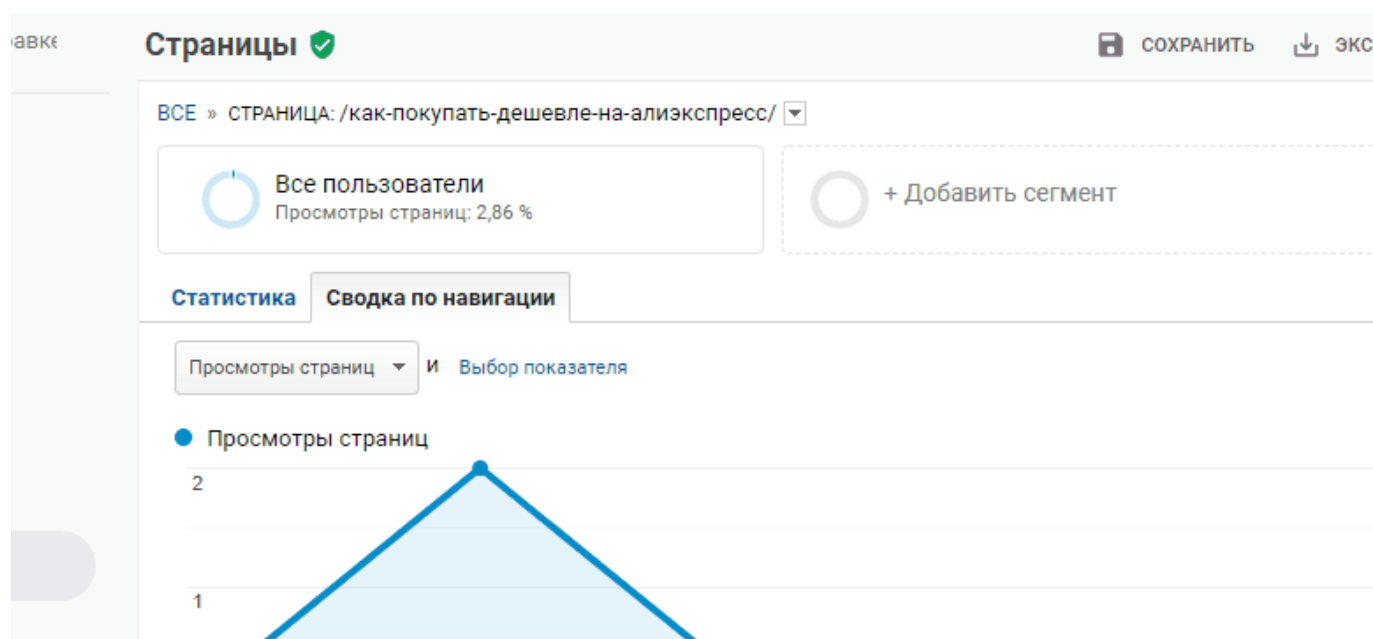 Страницы
СОХРАНИТЬ
ВСЕ » СТРАНИЦА: /как-покупать-дешевле-на-алиэкспресс/
Все пользователи
Просмотры страниц: 2,86 %
+ Добавить сегмент
Статистика
Сводка по навигации
Просмотры страниц
и
Выбор показателя
Просмотры страниц
2
1